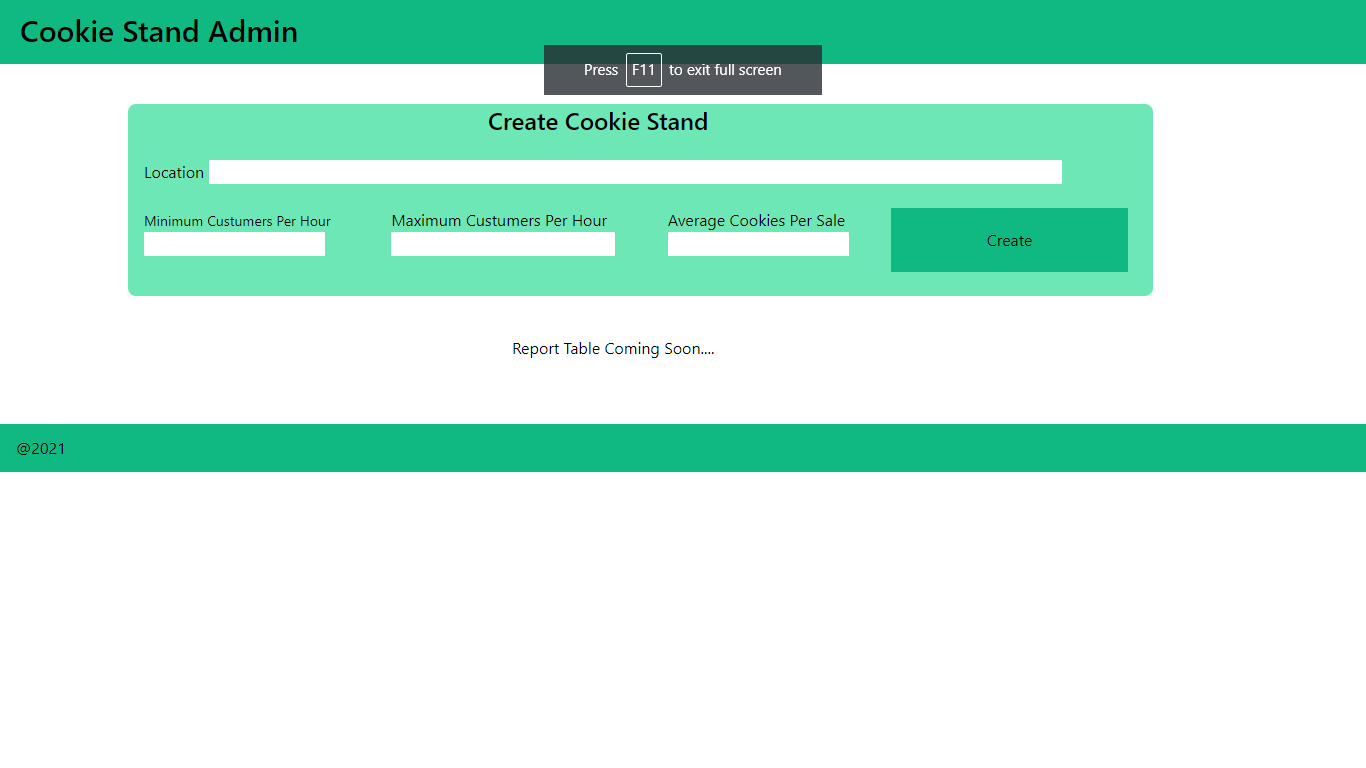 Cookie Stand Admin
Press F11 to exit full screen
Create Cookie Stand
Location
Minimum Custumers Per Hour
Maximum Custumers Per Hour
Average Cookies Per Sale
Create
Report Table Coming Soon....
@2021